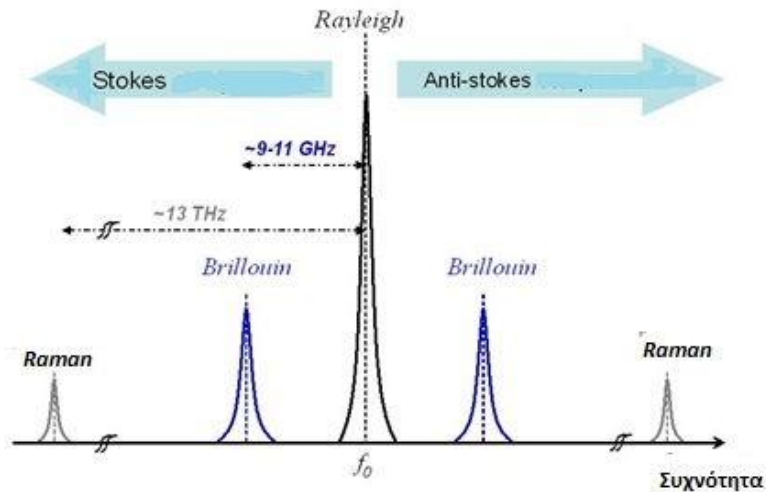 Rayleigh
Stokes
Anti-stokes
~9-11 GHz
~13 THz
Brillouin
Brillouin
Raman
Raman
f₀
Συχνότητα